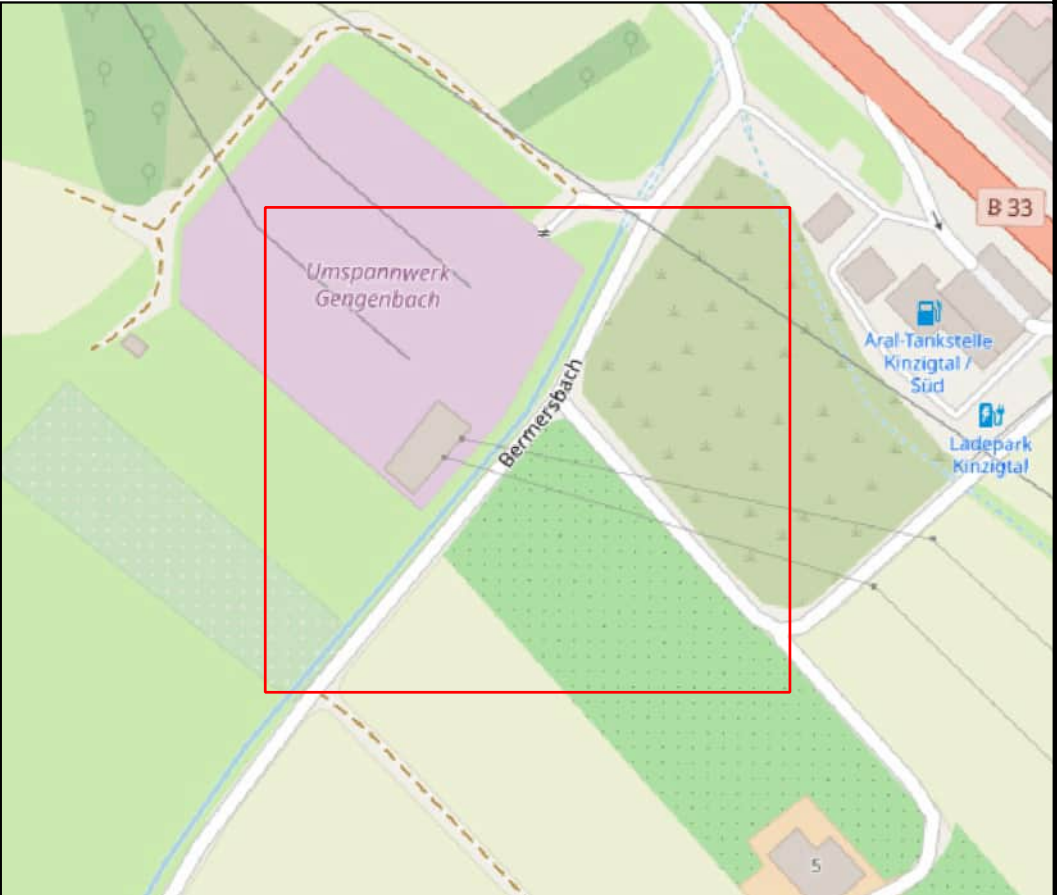 B 33
Umspannwerk
Gengenbach
Aral-Tankstelle
Kinzigtal /
Süd
Bermersbach
Ladepark
Kinzigtal
5